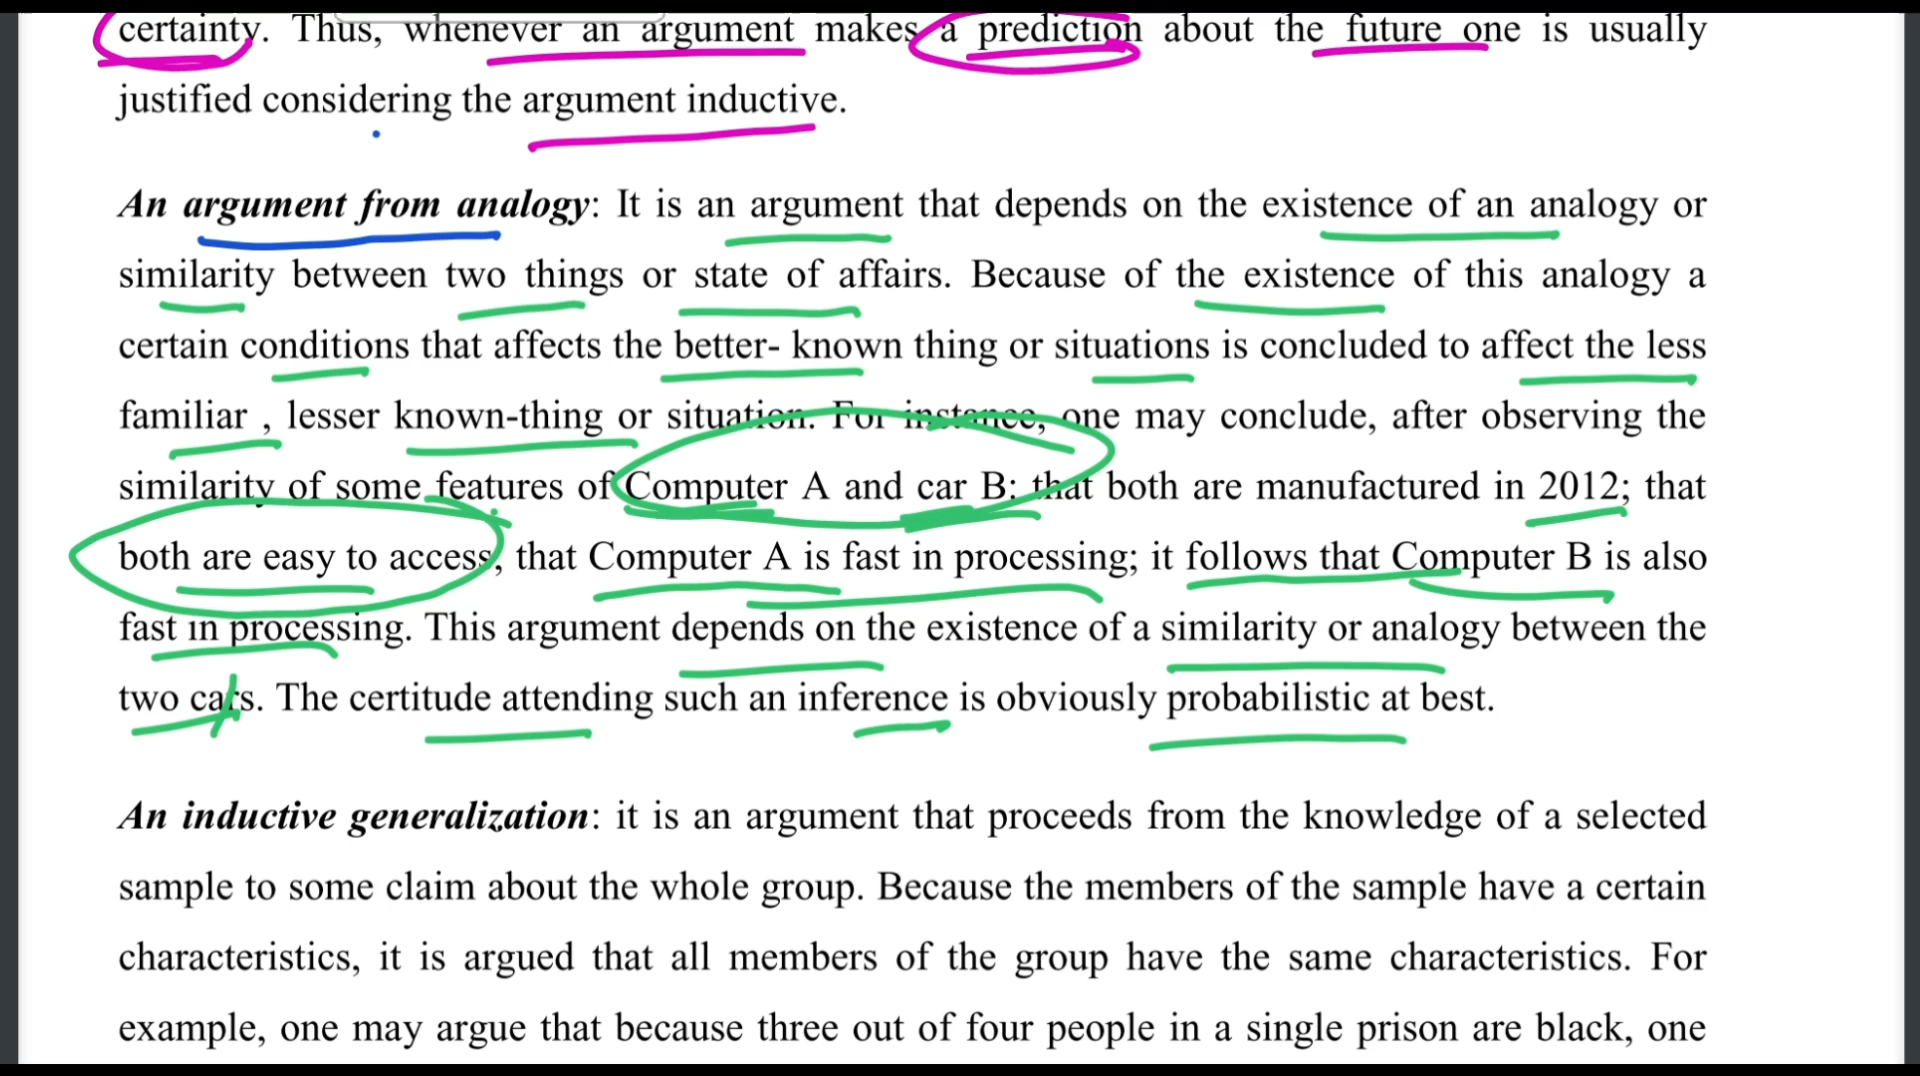 certainty. Thus, whenever an argument makes a prediction about the future one is usually
justified considering the argument inductive.
An argument from analogy: It is an argument that depends on the existence of an analogy or
similarity between two things or state of affairs. Because of the existence of this analogy a
certain conditions that affects the better- known thing or situations is concluded to affect the less
familiar , lesser known-thing or situation. For instance, one may conclude, after observing the
similarity of some features of Computer A and car B: that both are manufactured in 2012; that
both are easy to access, that Computer A is fast in processing; it follows that Computer B is also
fast in processing. This argument depends on the existence of a similarity or analogy between the
two cars. The certitude attending such an inference is obviously probabilistic at best.
An inductive generalization: it is an argument that proceeds from the knowledge of a selected
sample to some claim about the whole group. Because the members of the sample have a certain
characteristics, it is argued that all members of the group have the same characteristics. For
example, one may argue that because three out of four people in a single prison are black, one